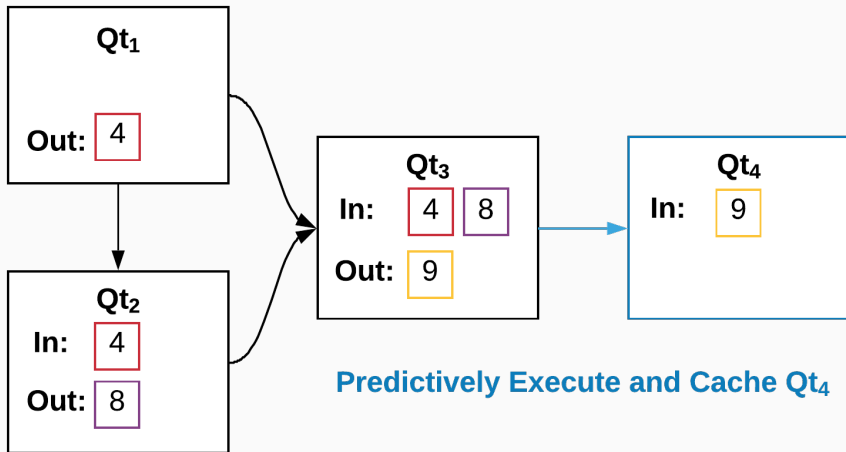 Qt₁
Out: 4
Qt₂
In: 4
Out: 8
Qt₃
In: 4 8
Out: 9
Qt₄
In: 9
Predictively Execute and Cache Qt₄